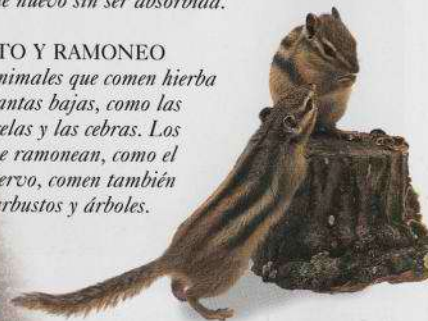 e nuevo sin ser absorbida.
TO Y RAMONEO
nimales que comen hierba
antas bajas, como las
elas y las cebras. Los
e ramonean, como el
ervo, comen también
rbustos y árboles.